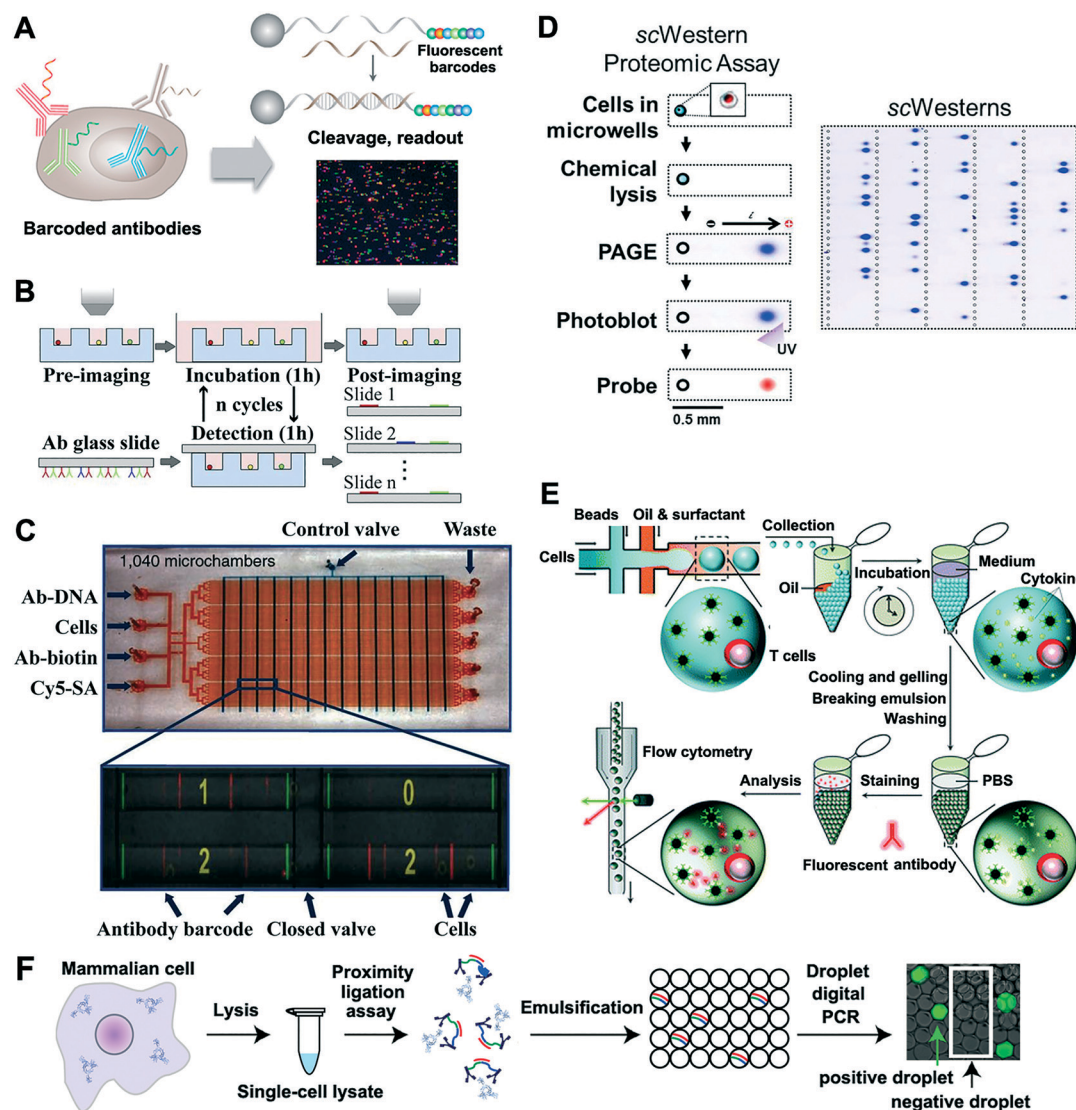 A
Fluorescent
barcodes
Cleavage, readout
Barcoded antibodies
B
Pre-imaging
Incubation (1h)
Post-imaging
n cycles
Slide 1
Ab glass slide
Detection (1h)
Slide 2
Slide n
C
Control valve
Waste
1,040 microchambers
Ab-DNA
Cells
Ab-biotin
Cy5-SA
1
0
2
2
Antibody barcode
Closed valve
Cells
D
scWestern
Proteomic Assay
Cells in
microwells
Chemical
lysis
i
PAGE
Photoblot
UV
Probe
0.5 mm
scWesterns
E
Beads
Oil & surfactant
Collection
Cells
Oil
Incubation
Medium
Cytokin
T cells
Cooling and gelling
Breaking emulsion
Washing
Flow cytometry
Analysis
Staining
PBS
Fluorescent
antibody
F
Mammalian cell
Lysis
Single-cell lysate
Proximity
ligation
assay
Emulsification
Droplet
digital
PCR
positive droplet
negative droplet